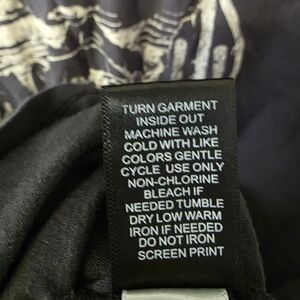 TURN GARMENT
INSIDE OUT
MACHINE WASH
COLD WITH LIKE
COLORS GENTLE
CYCLE USE ONLY
NON-CHLORINE
BLEACH IF
NEEDED TUMBLE
DRY LOW WARM
IRON IF NEEDED
DO NOT IRON
SCREEN PRINT